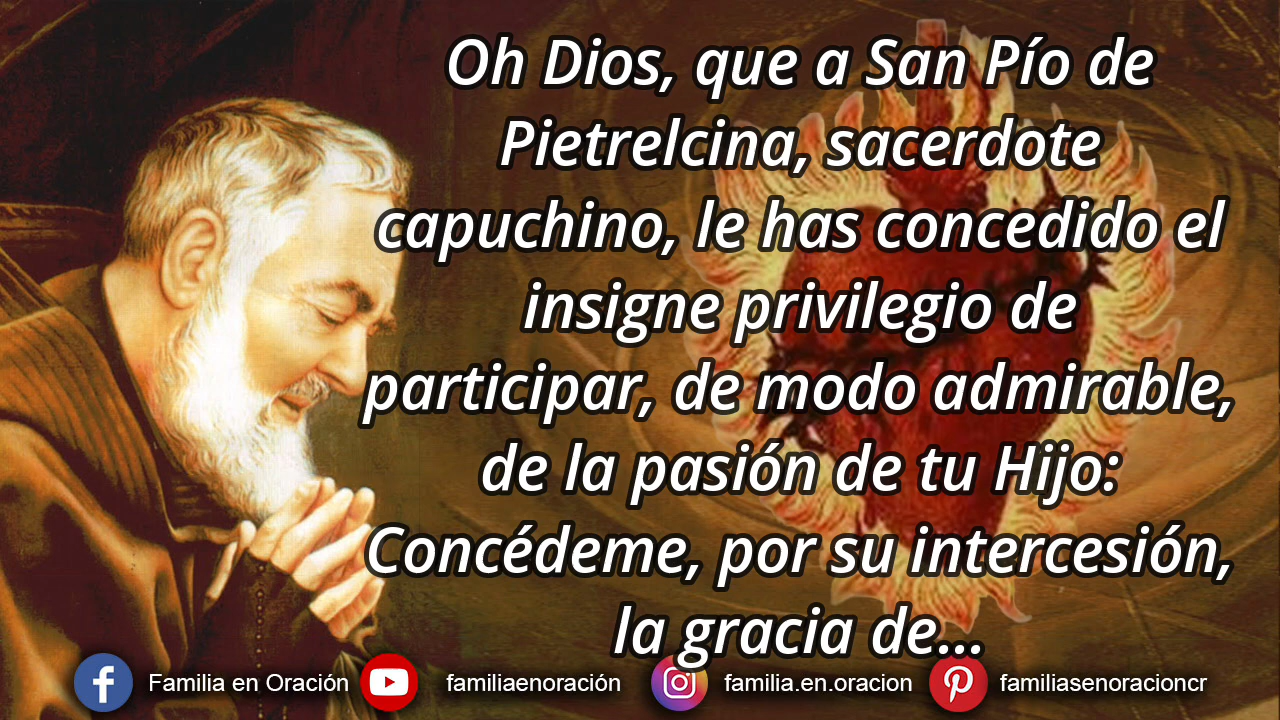 Oh Dios, que a San Pío de
Pietrelcina, sacerdote
capuchino, le has concedido el
insigne privilegio de
participar, de modo admirable,
de la pasión de tu Hijo:
Concédeme, por su intercesión,
la gracia de...
Familia en Oración familiaenoración familia.en.oracion familiasenoracioncr